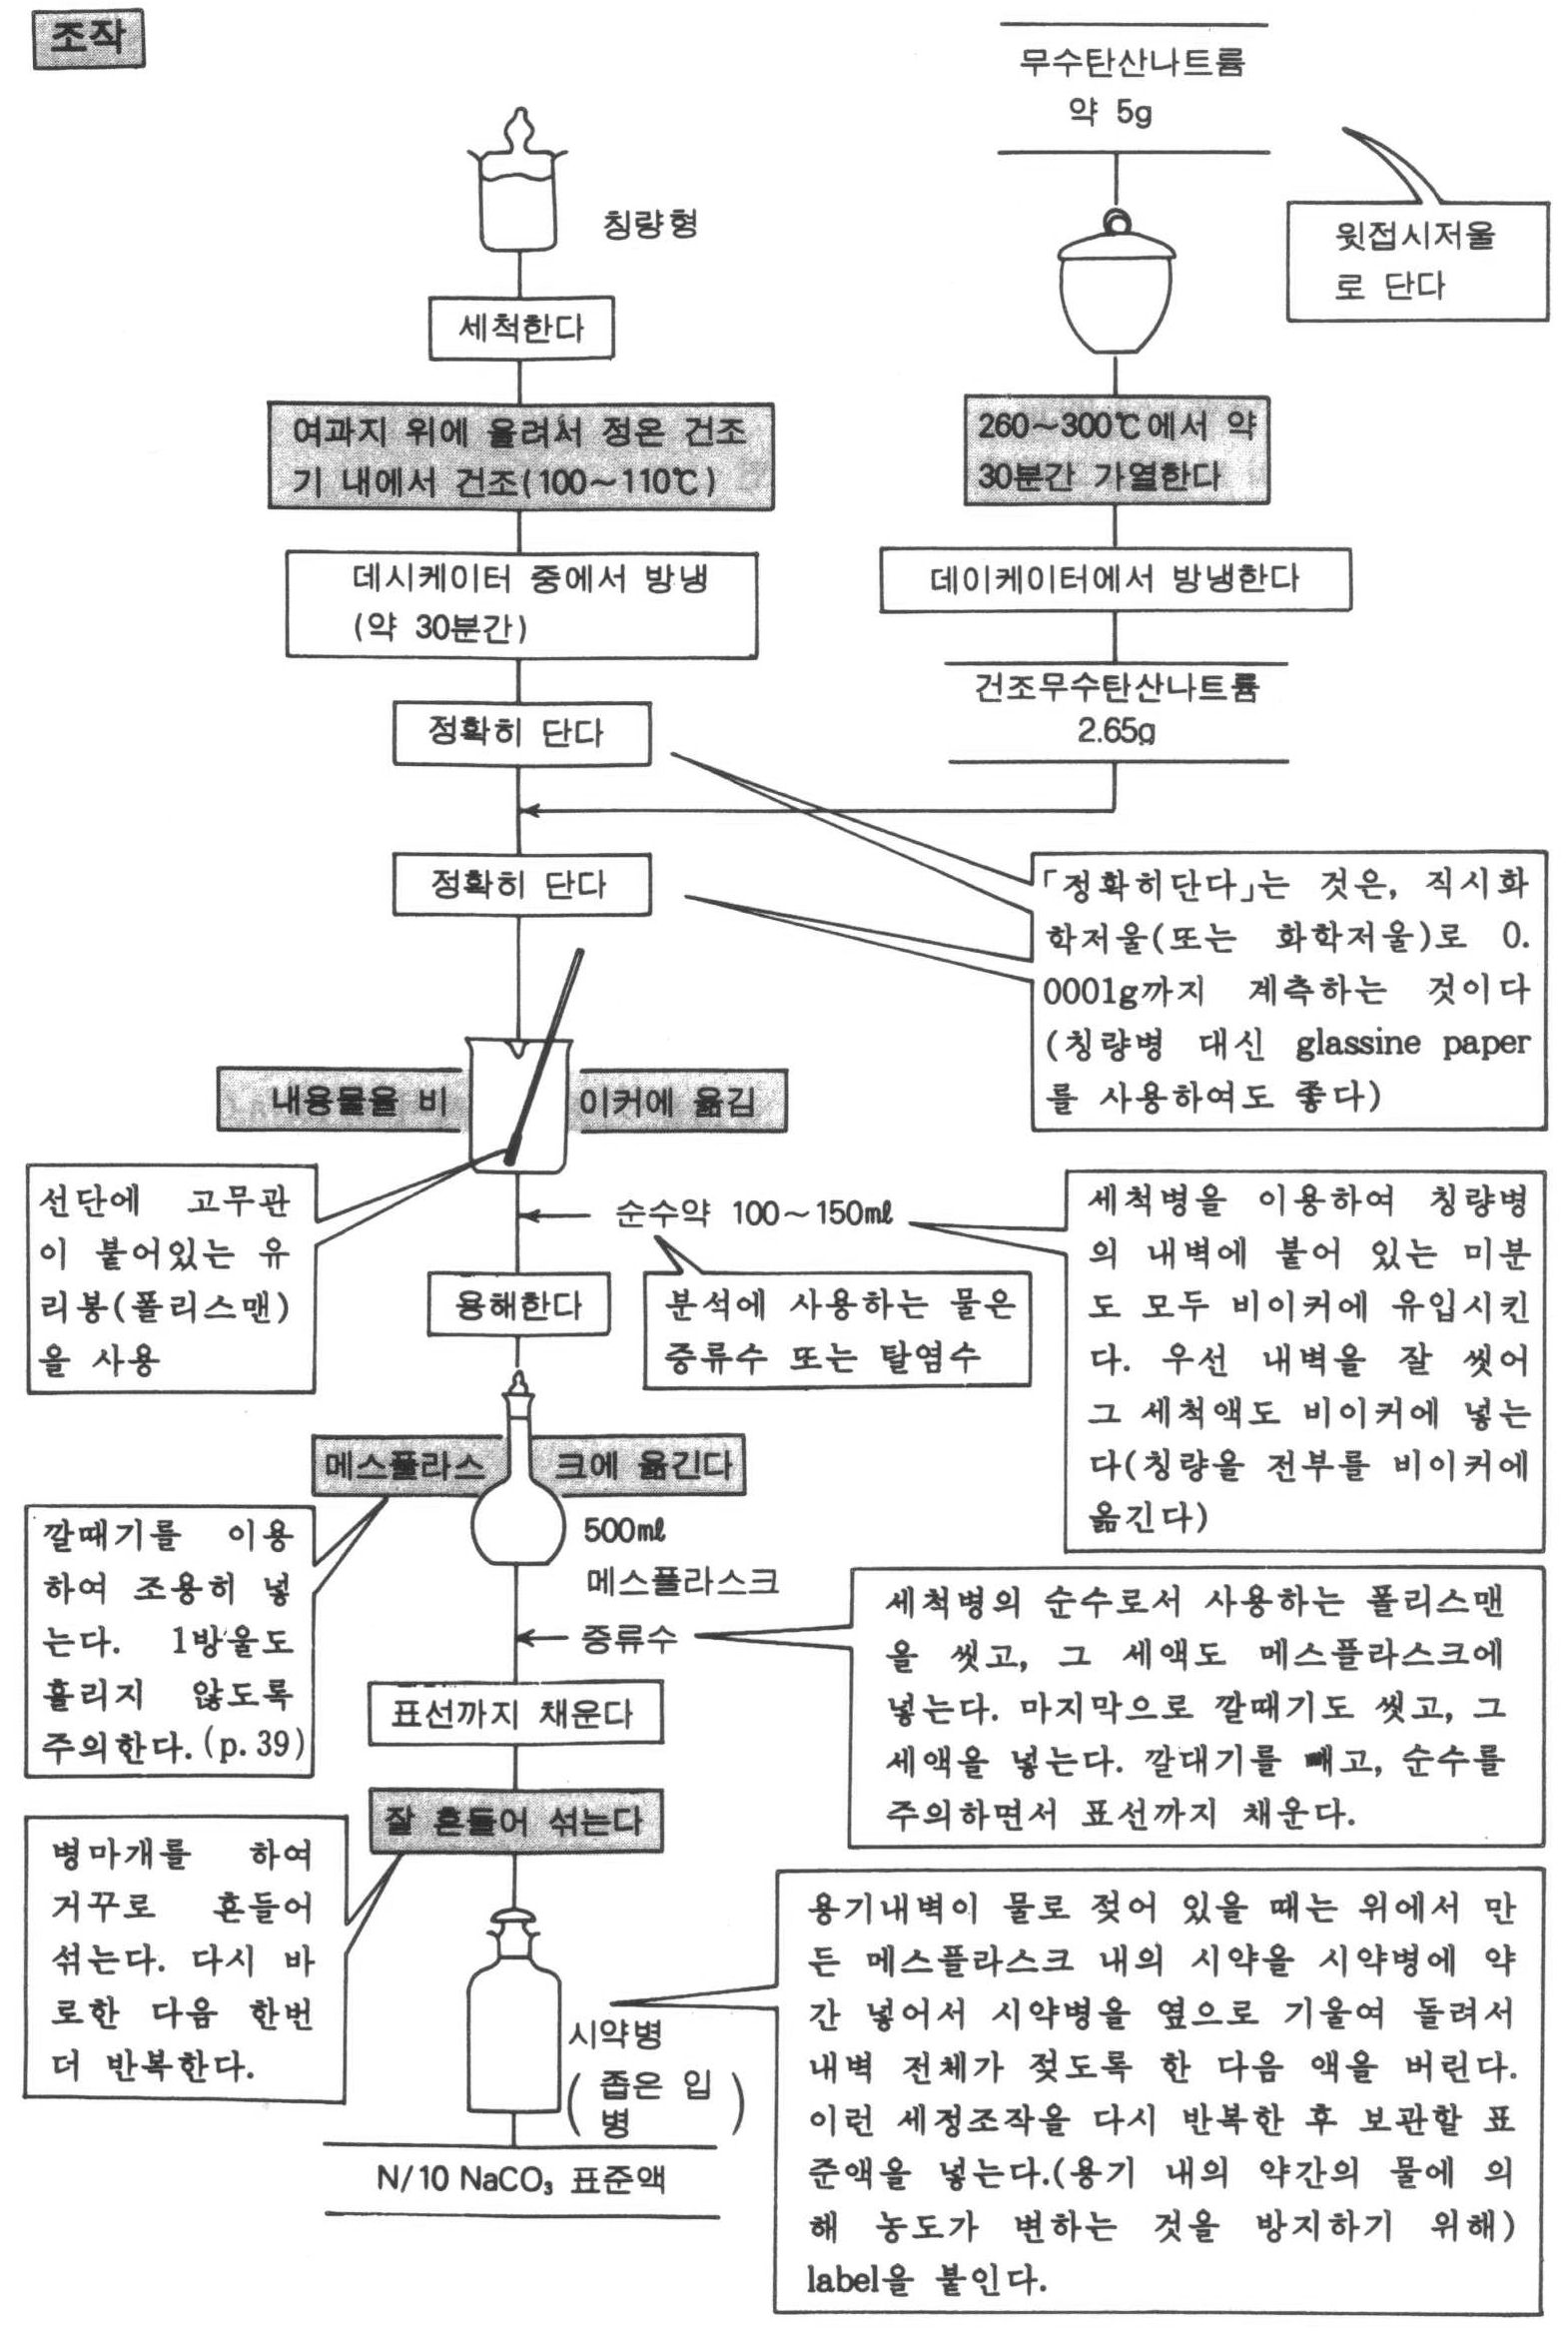 조작
무수탄산나트륨
약 5g
윗접시저울
로 단다
칭량형
세척한다
여과지 위에 올려서 정온 건조
기 내에서 건조(100~110℃)
260~300℃에서 약
30분간 가열한다
데시케이터 중에서 방냉
(약 30분간)
데이케이터에서 방냉한다
건조무수탄산나트륨
2.65g
정확히 단다
정확히 단다
「정확히단다」는 것은, 직시화
학저울(또는 화학저울)로 0.
0001g까지 계측하는 것이다
(칭량병 대신 glassine paper
를 사용하여도 좋다)
내용물을 비이커에 옮김
선단에 고무관
이 붙어있는 유
리봉(폴리스맨)
을 사용
순수약 100~150㎖
분석에 사용하는 물은
증류수 또는 탈염수
세척병을 이용하여 칭량병
의 내벽에 붙어 있는 미분
도 모두 비이커에 유입시킨
다. 우선 내벽을 잘 씻어
그 세척액도 비이커에 넣는
다(칭량을 전부를 비이커에
옮긴다)
용해한다
메스플라스크에 옮긴다
500㎖
메스플라스크
깔때기를 이용
하여 조용히 넣
는다. 1방울도
흘리지 않도록
주의한다.(p.39)
증류수
세척병의 순수로서 사용하는 폴리스맨
을 씻고, 그 세액도 메스플라스크에
넣는다. 마지막으로 깔때기도 씻고, 그
세액을 넣는다. 깔대기를 빼고, 순수를
주의하면서 표선까지 채운다.
표선까지 채운다
잘 흔들어 섞는다
병마개를 하여
거꾸로 흔들어
섞는다. 다시 바
로한 다음 한번
더 반복한다.
시약병
(좁은 입
병)
용기내벽이 물로 젖어 있을 때는 위에서 만
든 메스플라스크 내의 시약을 시약병에 약
간 넣어서 시약병을 옆으로 기울여 돌려서
내벽 전체가 젖도록 한 다음 액을 버린다.
이런 세정조작을 다시 반복한 후 보관할 표
준액을 넣는다.(용기 내의 약간의 물에 의
해 농도가 변하는 것을 방지하기 위해)
label을 붙인다.
N/10 NaCO₃ 표준액